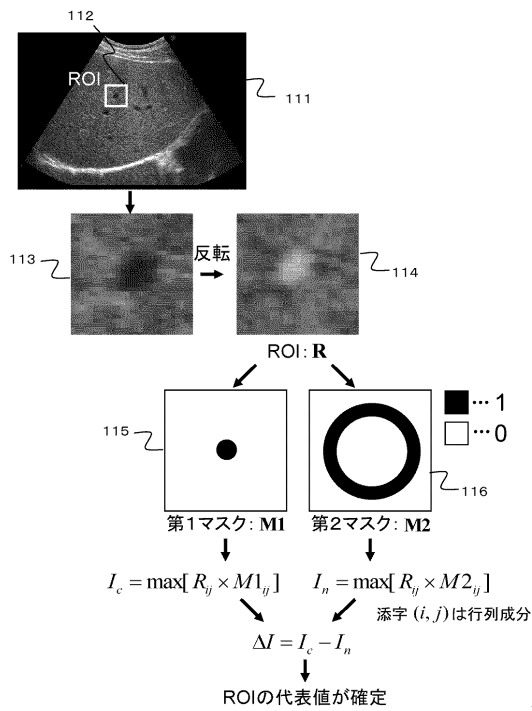 112
ROI
111
113
反転
114
ROI: R
115
… 1
… 0
116
第1マスク: M1
第2マスク: M2
I_c = max[R_ij × M1_ij]
I_n = max[R_ij × M2_ij]
添字 (i, j) は行列成分
ΔI = I_c − I_n
ROIの代表値が確定